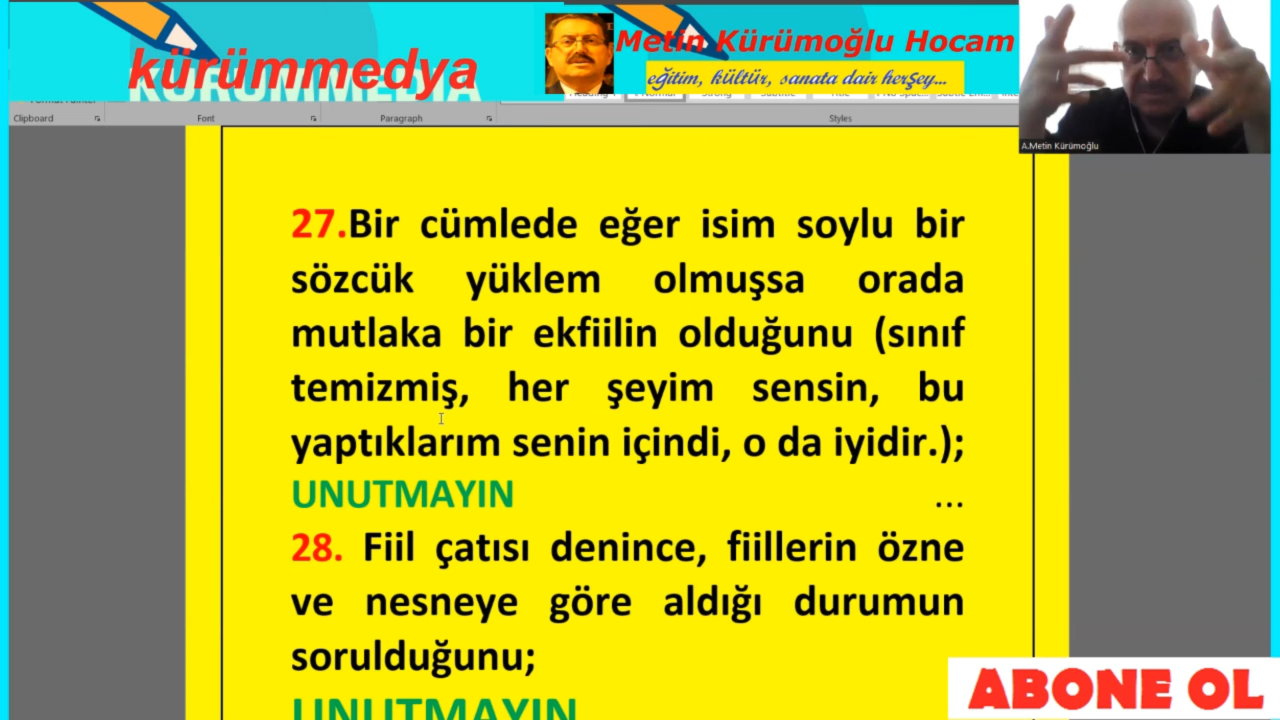 kürümmedya
KURUMMEDIA
Metin Kürümoğlu Hocam
eğitim, kültür, sanata dair herŞey...
Clipboard
Font
Paragraph
Styles
A.Metin Kürümoğlu
27.Bir cümlede eğer isim soylu bir
sözcük yüklem olmuşsa orada
mutlaka bir ekfiilin olduğunu (sınıf
temizmiş, her şeyim sensin, bu
yaptıklarım senin içindi, o da iyidir.);
UNUTMAYIN ...
28. Fiil çatısı denince, fiillerin özne
ve nesneye göre aldığı durumun
sorulduğunu;
UNUTMAYIN
ABONE OL